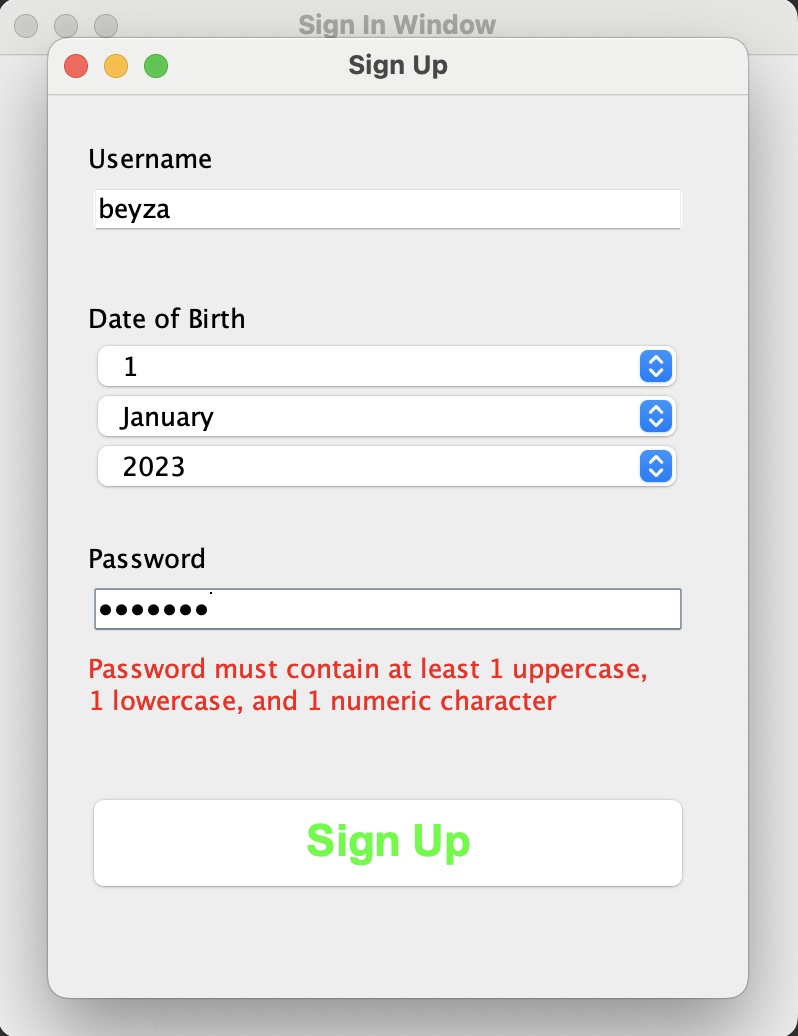 Sign In Window
Sign Up
Username
beyza
Date of Birth
1
January
2023
Password
Password must contain at least 1 uppercase,
1 lowercase, and 1 numeric character
Sign Up